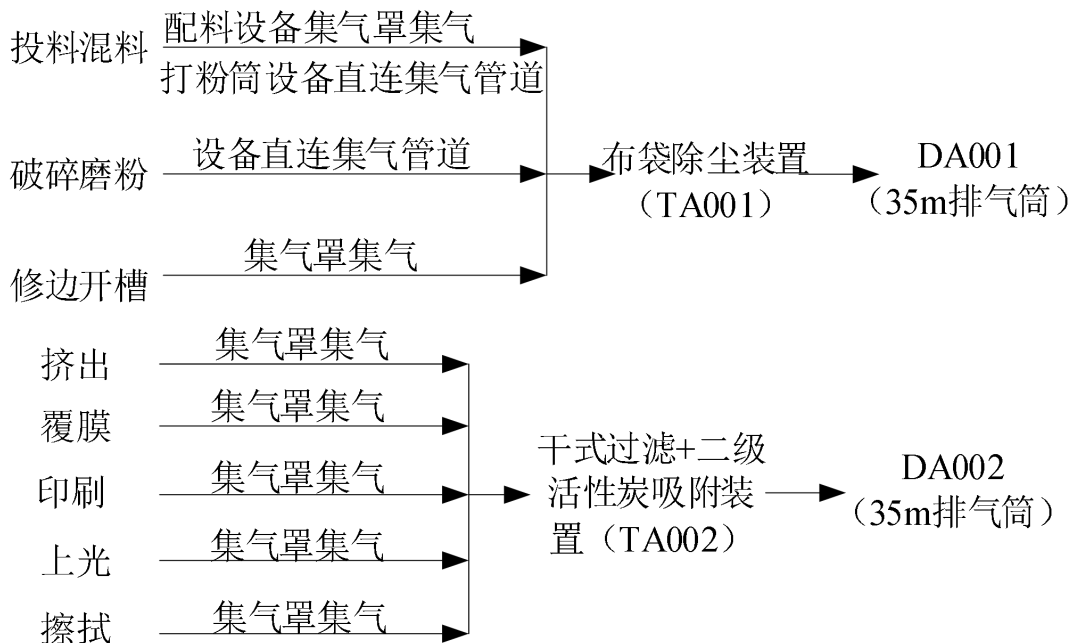 投料混料
配料设备集气罩集气
打粉筒设备直连集气管道
破碎磨粉
设备直连集气管道
修边开槽
集气罩集气
布袋除尘装置
（TA001）
DA001
（35m排气筒）
挤出
集气罩集气
覆膜
集气罩集气
印刷
集气罩集气
上光
集气罩集气
擦拭
集气罩集气
干式过滤+二级
活性炭吸附装
置（TA002）
DA002
（35m排气筒）